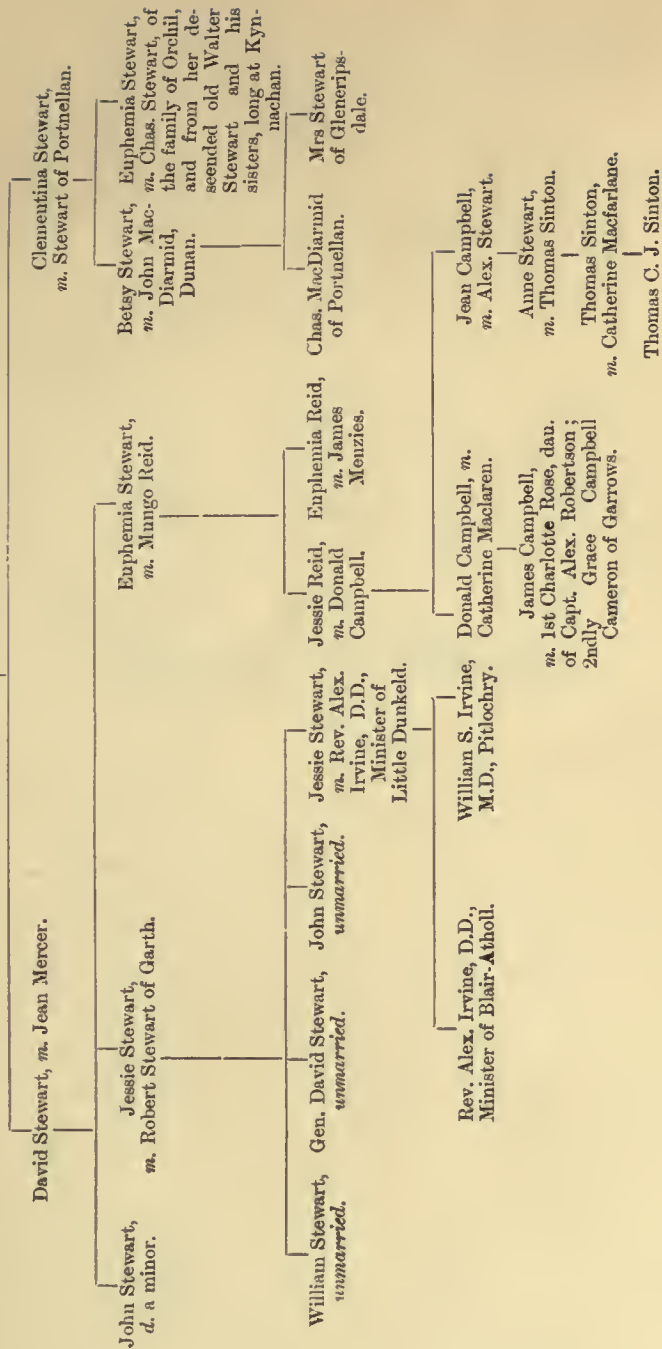 David Stewart, m. Jean Mercer.
Clementina Stewart,
m. Stewart of Portnellan.
John Stewart,
d. a minor.
Jessie Stewart,
m. Robert Stewart of Garth.
Euphemia Stewart,
m. Mungo Reid.
Betsy Stewart,
m. John Mac-
Diarmid,
Dunan.
Euphemia Stewart,
m. Chas. Stewart, of
the family of Orchil,
and from her de-
seended old Walter
Stewart and his
sisters, long at Kyn-
nachan.
William Stewart,
unmarried.
Gen. David Stewart,
unmarried.
John Stewart,
unmarried.
Jessie Stewart,
m. Rev. Alex.
Irvine, D.D.,
Minister of
Little Dunkeld.
Jessie Reid,
m. Donald
Campbell.
Euphemia Reid,
m. James
Menzies.
Chas. MacDiarmid
of Portnellan.
Mrs Stewart
of Glenerips-
dale.
Rev. Alex. Irvine, D.D.,
Minister of Blair-Atholl.
William S. Irvine,
M.D., Pitlochry.
Donald Campbell, m.
Catherine Maclaren.
Jean Campbell,
m. Alex. Stewart.
James Campbell,
m. 1st Charlotte Rose, dau.
of Capt. Alex. Robertson;
2ndly Graee Campbell
Cameron of Garrows.
Anne Stewart,
m. Thomas Sinton.
Thomas Sinton,
m. Catherine Macfarlane.
Thomas C. J. Sinton.